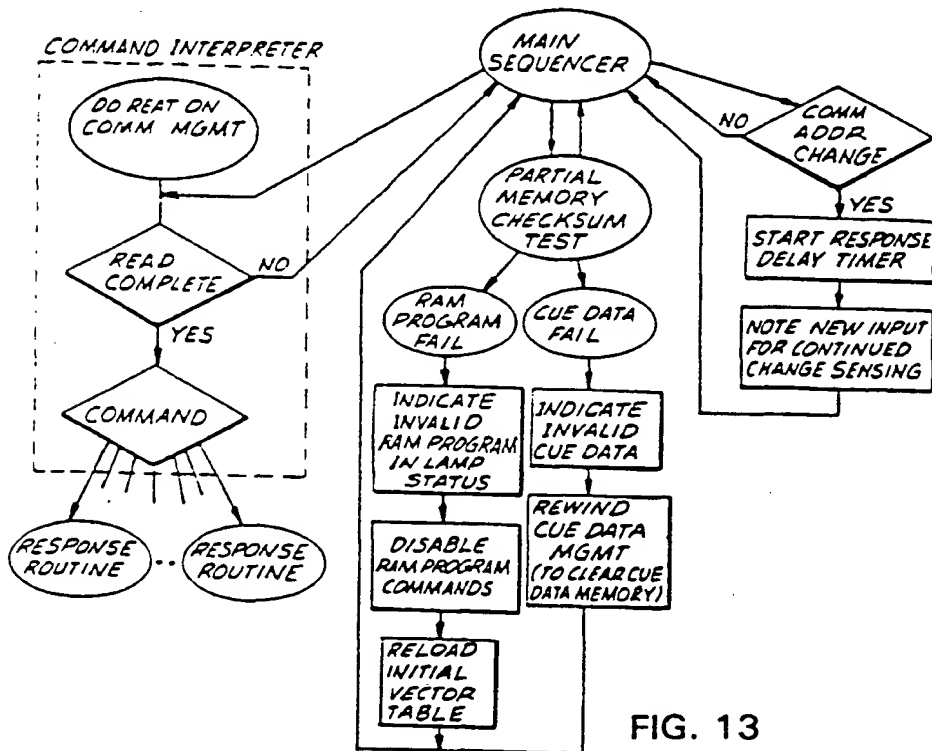 COMMAND INTERPRETER
DO REAT ON
COMM MGMT
READ
COMPLETE
NO
YES
COMMAND
RESPONSE
ROUTINE
..
RESPONSE
ROUTINE
MAIN
SEQUENCER
PARTIAL
MEMORY
CHECKSUM
TEST
RAM
PROGRAM
FAIL
INDICATE
INVALID
RAM PROGRAM
IN LAMP
STATUS
DISABLE
RAM PROGRAM
COMMANDS
RELOAD
INITIAL
VECTOR
TABLE
CUE DATA
FAIL
INDICATE
INVALID
CUE DATA
REWIND
CUE DATA
MGMT
(TO CLEAR CUE
DATA MEMORY)
NO
COMM
ADDR
CHANGE
YES
START RESPONSE
DELAY TIMER
NOTE NEW INPUT
FOR CONTINUED
CHANGE SENSING
FIG. 13